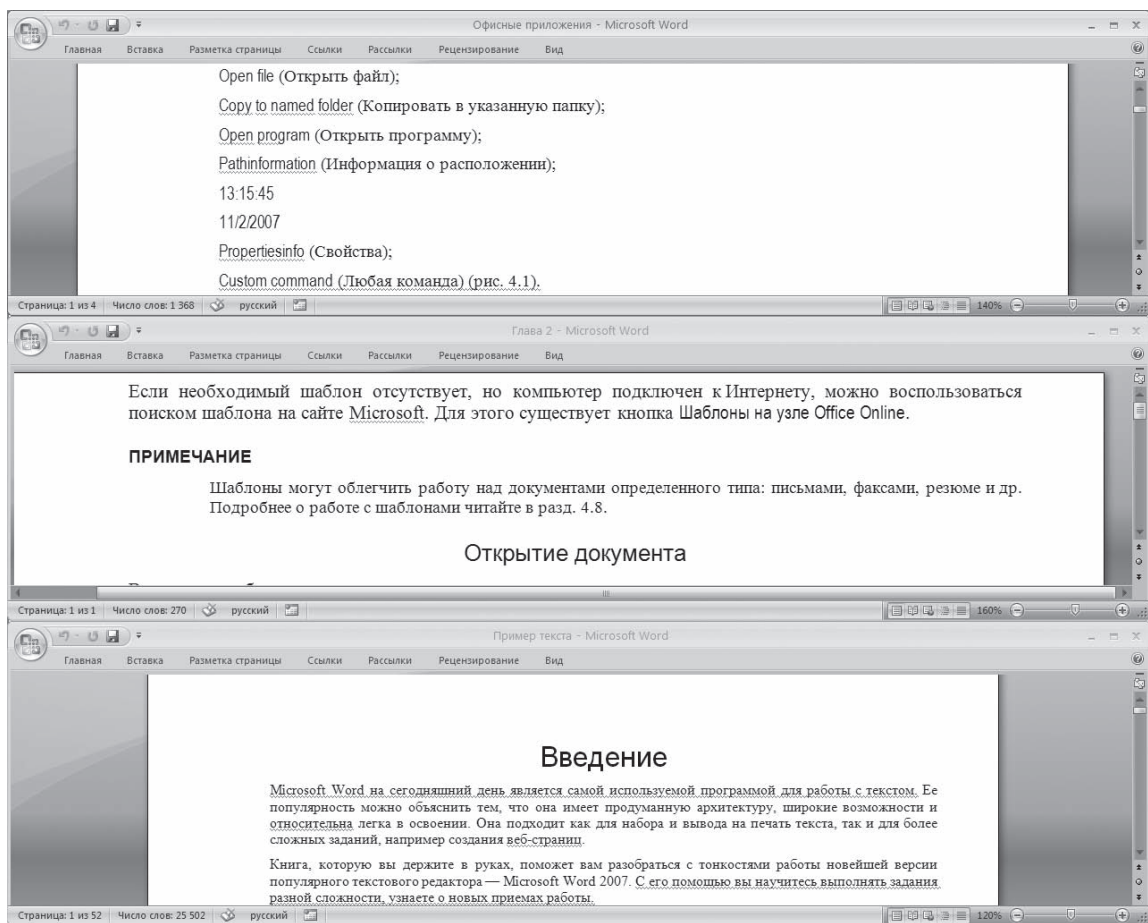 Офисные приложения - Microsoft Word
Главная Вставка Разметка страницы Ссылки Рассылки Рецензирование Вид
Open file (Открыть файл);
Copy to named folder (Копировать в указанную папку);
Open program (Открыть программу);
Pathinformation (Информация о расположении);
13:15:45
11/2/2007
Propertiesinfo (Свойства);
Custom command (Любая команда) (рис. 4.1).
Страница: 1 из 4 Число слов: 1 368 русский 140%
Глава 2 - Microsoft Word
Главная Вставка Разметка страницы Ссылки Рассылки Рецензирование Вид
Если необходимый шаблон отсутствует, но компьютер подключен к Интернету, можно воспользоваться
поиском шаблона на сайте Microsoft. Для этого существует кнопка Шаблоны на узле Office Online.
ПРИМЕЧАНИЕ
Шаблоны могут облегчить работу над документами определенного типа: письмами, факсами, резюме и др.
Подробнее о работе с шаблонами читайте в разд. 4.8.
Открытие документа
Страница: 1 из 1 Число слов: 270 русский 160%
Пример текста - Microsoft Word
Главная Вставка Разметка страницы Ссылки Рассылки Рецензирование Вид
Введение
Microsoft Word на сегодняшний день является самой используемой программой для работы с текстом. Ее
популярность можно объяснить тем, что она имеет продуманную архитектуру, широкие возможности и
относительна легка в освоении. Она подходит как для набора и вывода на печать текста, так и для более
сложных заданий, например создания веб-страниц.
Книга, которую вы держите в руках, поможет вам разобраться с тонкостями работы новейшей версии
популярного текстового редактора — Microsoft Word 2007. С его помощью вы научитесь выполнять задания
разной сложности, узнаете о новых приемах работы.
Страница: 1 из 52 Число слов: 25 502 русский 120%